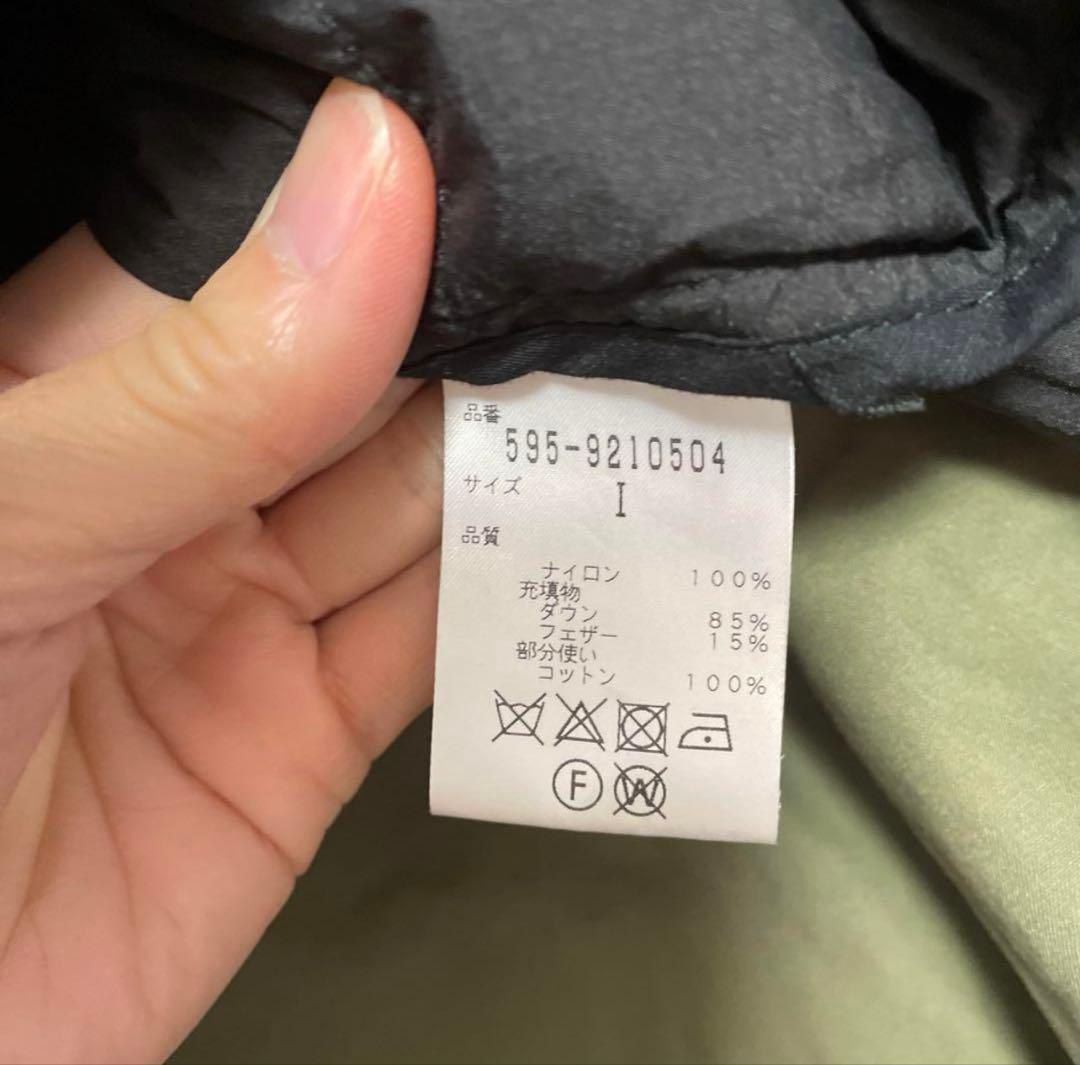 品番
595-9210504
サイズ
I
品質
ナイロン 100%
充填物
ダウン 85%
フェザー 15%
部分使い
コットン 100%
F W